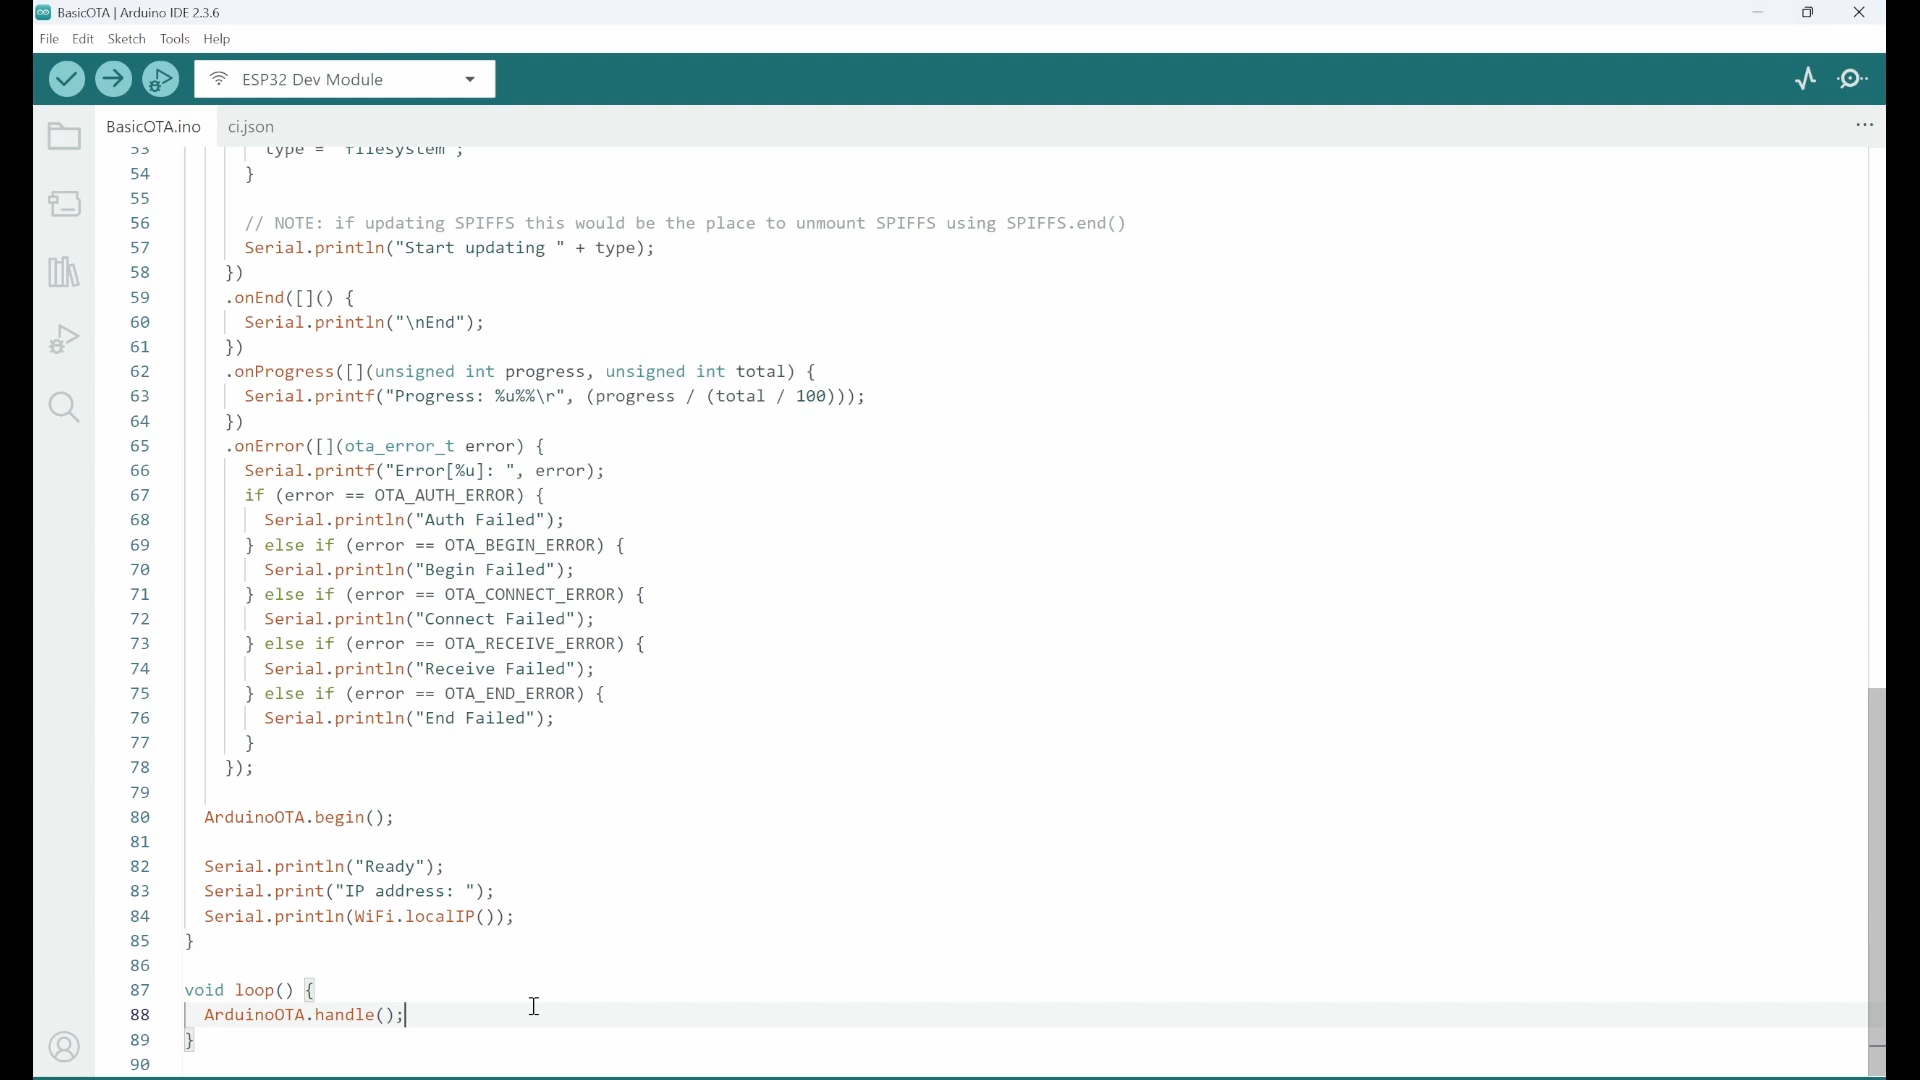 BasicOTA | Arduino IDE 2.3.6
File Edit Sketch Tools Help
ESP32 Dev Module
BasicOTA.ino ci.json
53 type = "filesystem";
54 }
55
56 // NOTE: if updating SPIFFS this would be the place to unmount SPIFFS using SPIFFS.end()
57 Serial.println("Start updating " + type);
58 })
59 .onEnd([]() {
60 Serial.println("\nEnd");
61 })
62 .onProgress([](unsigned int progress, unsigned int total) {
63 Serial.printf("Progress: %u%%\r", (progress / (total / 100)));
64 })
65 .onError([](ota_error_t error) {
66 Serial.printf("Error[%u]: ", error);
67 if (error == OTA_AUTH_ERROR) {
68 Serial.println("Auth Failed");
69 } else if (error == OTA_BEGIN_ERROR) {
70 Serial.println("Begin Failed");
71 } else if (error == OTA_CONNECT_ERROR) {
72 Serial.println("Connect Failed");
73 } else if (error == OTA_RECEIVE_ERROR) {
74 Serial.println("Receive Failed");
75 } else if (error == OTA_END_ERROR) {
76 Serial.println("End Failed");
77 }
78 });
79
80 ArduinoOTA.begin();
81
82 Serial.println("Ready");
83 Serial.print("IP address: ");
84 Serial.println(WiFi.localIP());
85 }
86
87 void loop() {
88 ArduinoOTA.handle();
89 }
90